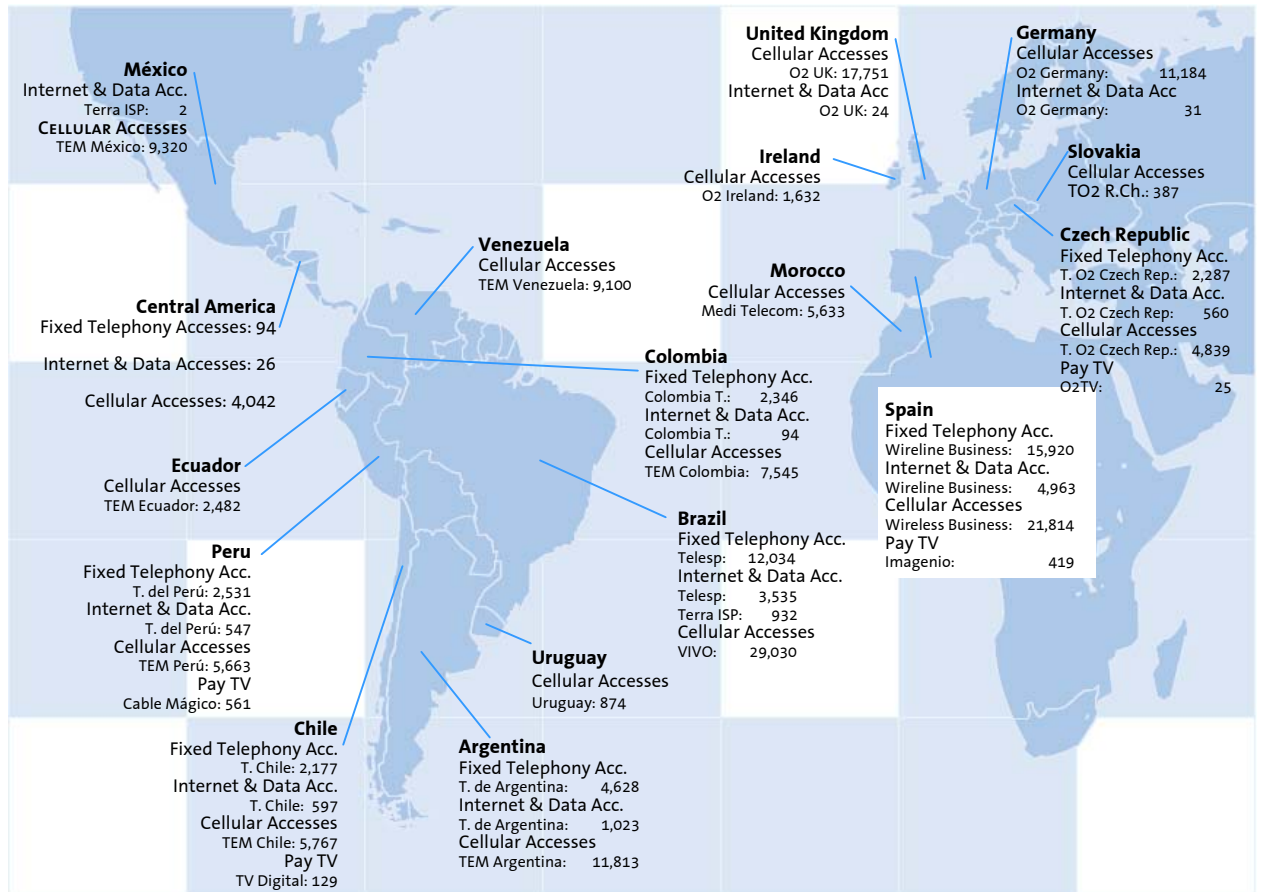 México
Internet & Data Acc.
Terra ISP: 2
CELLULAR ACCESSES
TEM México: 9,320
United Kingdom
Cellular Accesses
O2 UK: 17,751
Internet & Data Acc
O2 UK: 24
Germany
Cellular Accesses
O2 Germany: 11,184
Internet & Data Acc
O2 Germany: 31
Ireland
Cellular Accesses
O2 Ireland: 1,632
Slovakia
Cellular Accesses
TO2 R.Ch.: 387
Czech Republic
Fixed Telephony Acc.
T. O2 Czech Rep.: 2,287
Internet & Data Acc.
T. O2 Czech Rep: 560
Cellular Accesses
T. O2 Czech Rep.: 4,839
Pay TV
O2TV: 25
Venezuela
Cellular Accesses
TEM Venezuela: 9,100
Morocco
Cellular Accesses
Medi Telecom: 5,633
Central America
Fixed Telephony Accesses: 94
Internet & Data Accesses: 26
Cellular Accesses: 4,042
Colombia
Fixed Telephony Acc.
Colombia T.: 2,346
Internet & Data Acc.
Colombia T.: 94
Cellular Accesses
TEM Colombia: 7,545
Spain
Fixed Telephony Acc.
Wireline Business: 15,920
Internet & Data Acc.
Wireline Business: 4,963
Cellular Accesses
Wireless Business: 21,814
Pay TV
Imagenio: 419
Ecuador
Cellular Accesses
TEM Ecuador: 2,482
Brazil
Fixed Telephony Acc.
Telesp: 12,034
Internet & Data Acc.
Telesp: 3,535
Terra ISP: 932
Cellular Accesses
VIVO: 29,030
Peru
Fixed Telephony Acc.
T. del Perú: 2,531
Internet & Data Acc.
T. del Perú: 547
Cellular Accesses
TEM Perú: 5,663
Pay TV
Cable Mágico: 561
Uruguay
Cellular Accesses
Uruguay: 874
Chile
Fixed Telephony Acc.
T. Chile: 2,177
Internet & Data Acc.
T. Chile: 597
Cellular Accesses
TEM Chile: 5,767
Pay TV
TV Digital: 129
Argentina
Fixed Telephony Acc.
T. de Argentina: 4,628
Internet & Data Acc.
T. de Argentina: 1,023
Cellular Accesses
TEM Argentina: 11,813